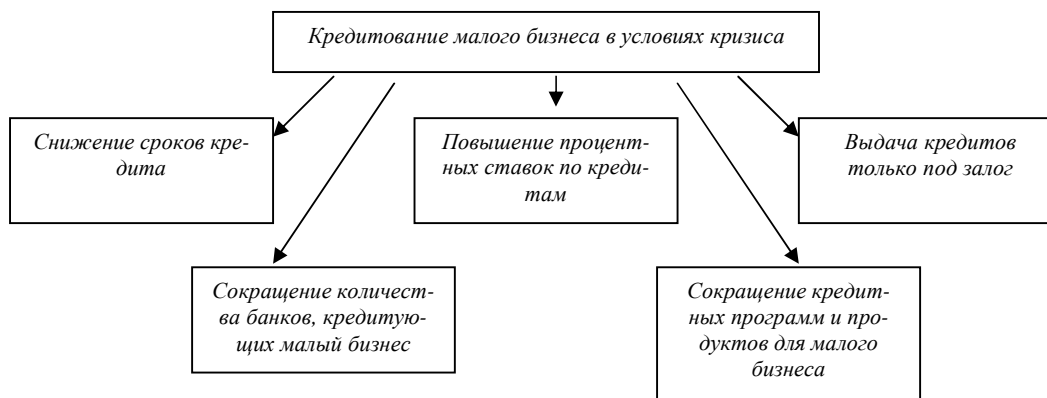 Кредитование малого бизнеса в условиях кризиса
Снижение сроков кре-
дита
Повышение процент-
ных ставок по креди-
там
Выдача кредитов
только под залог
Сокращение количест-
ва банков, кредитую-
щих малый бизнес
Сокращение кредит-
ных программ и про-
дуктов для малого
бизнеса